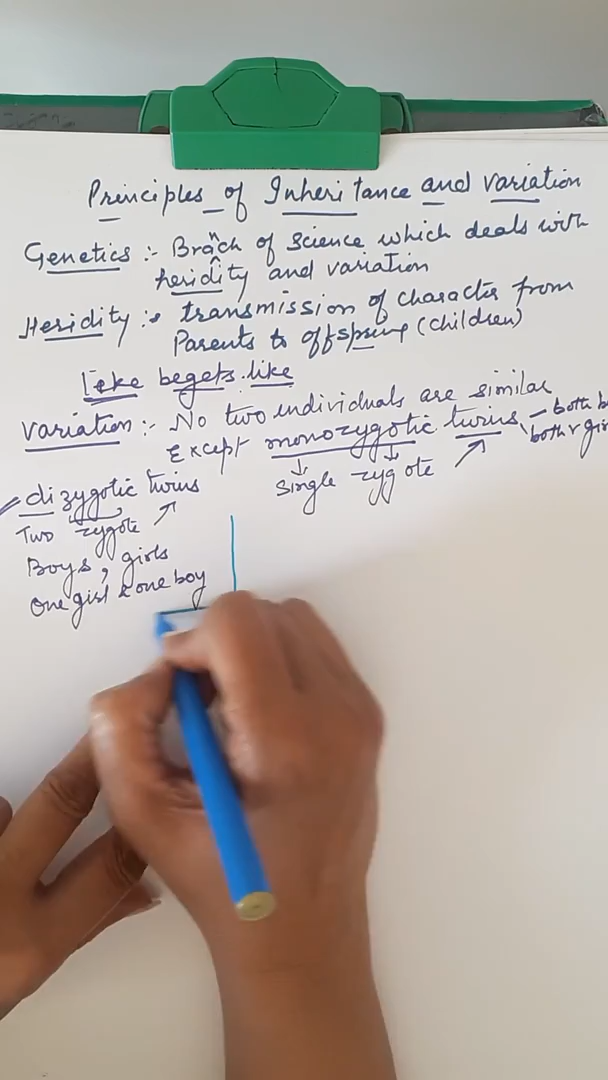 Principles of Inheritance and variation
Genetics :- Branch of Science which deals with
heridity and variation
Heridity :- transmission of character from
Parents to offspring (children)
Like begets like
variation :- No two individuals are similar
Except monozygotic twins - both b
both r gir
single zygote
dizygotic twins
Two zygote
Boys, girls
One girl & one boy